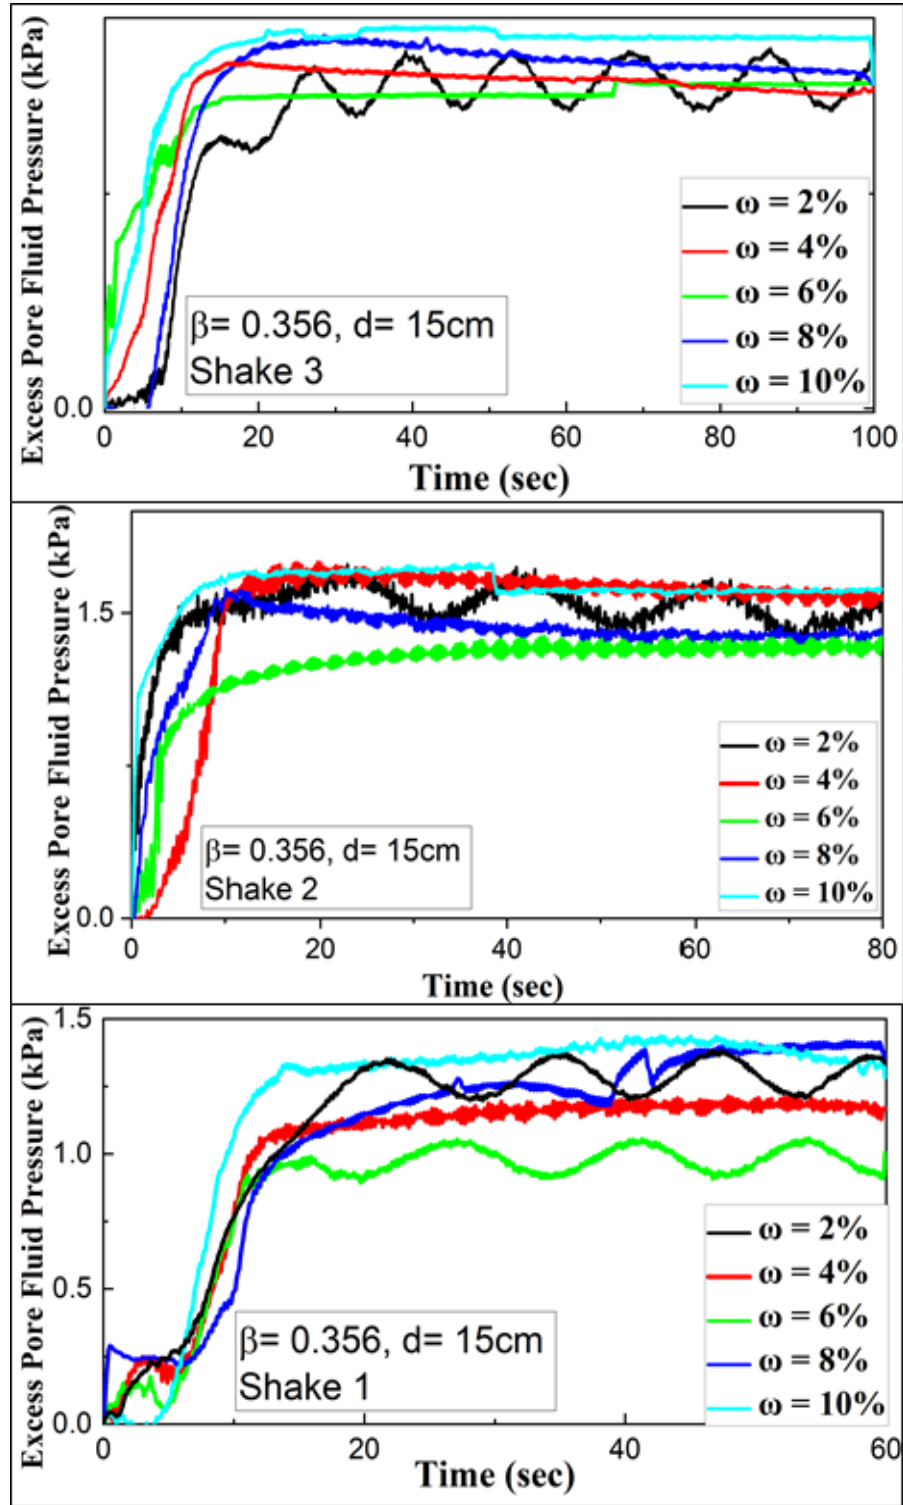 Excess Pore Fluid Pressure (kPa)
ω = 2%
ω = 4%
ω = 6%
ω = 8%
ω = 10%
β= 0.356, d= 15cm
Shake 3
0.0
0 20 40 60 80 100
Time (sec)
Excess Pore Fluid Pressure (kPa)
1.5
ω = 2%
ω = 4%
ω = 6%
ω = 8%
ω = 10%
β= 0.356, d= 15cm
Shake 2
0.0
0 20 40 60 80
Time (sec)
Excess Pore Fluid Pressure (kPa)
1.5
1.0
0.5
0.0
ω = 2%
ω = 4%
ω = 6%
ω = 8%
ω = 10%
β= 0.356, d= 15cm
Shake 1
0 20 40 60
Time (sec)